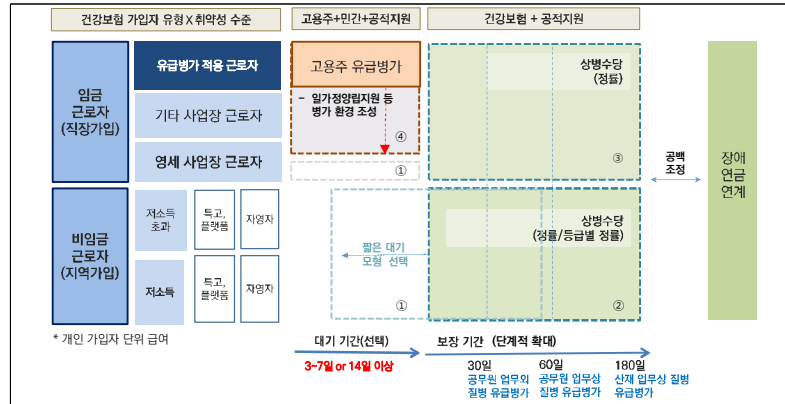 건강보험 가입자 유형 X 취약성 수준
고용주+민간+공적지원
건강보험 + 공적지원
임금
근로자
(직장가입)
유급병가 적용 근로자
기타 사업장 근로자
영세 사업장 근로자
고용주 유급병가
– 일가정양립지원 등
병가 환경 조성
④
①
상병수당
(정률)
③
공백
조정
장애
연금
연계
비임금
근로자
(지역가입)
저소득
초과
특고,
플랫폼
자영자
저소득
특고,
플랫폼
자영자
짧은 대기
모형 선택
①
상병수당
(정률/등급별 정률)
②
* 개인 가입자 단위 급여
대기 기간(선택)
3~7일 or 14일 이상
보장 기간 (단계적 확대)
30일
공무원 업무외
질병 유급병가
60일
공무원 업무상
질병 유급병가
180일
산재 업무상 질병
유급병가